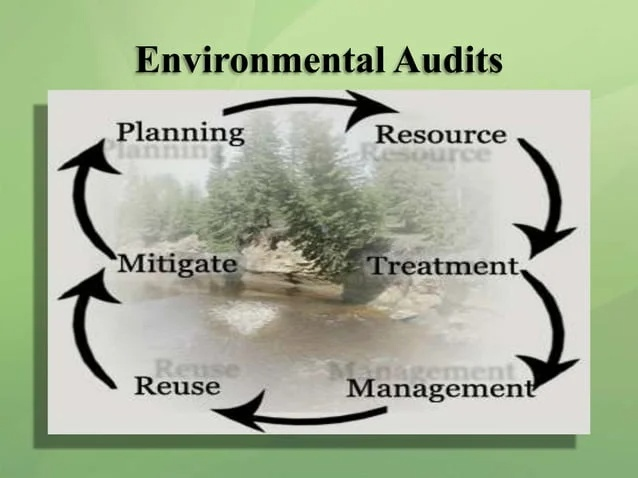 Environmental Audits
Planning
Resource
Mitigate
Treatment
Reuse
Management